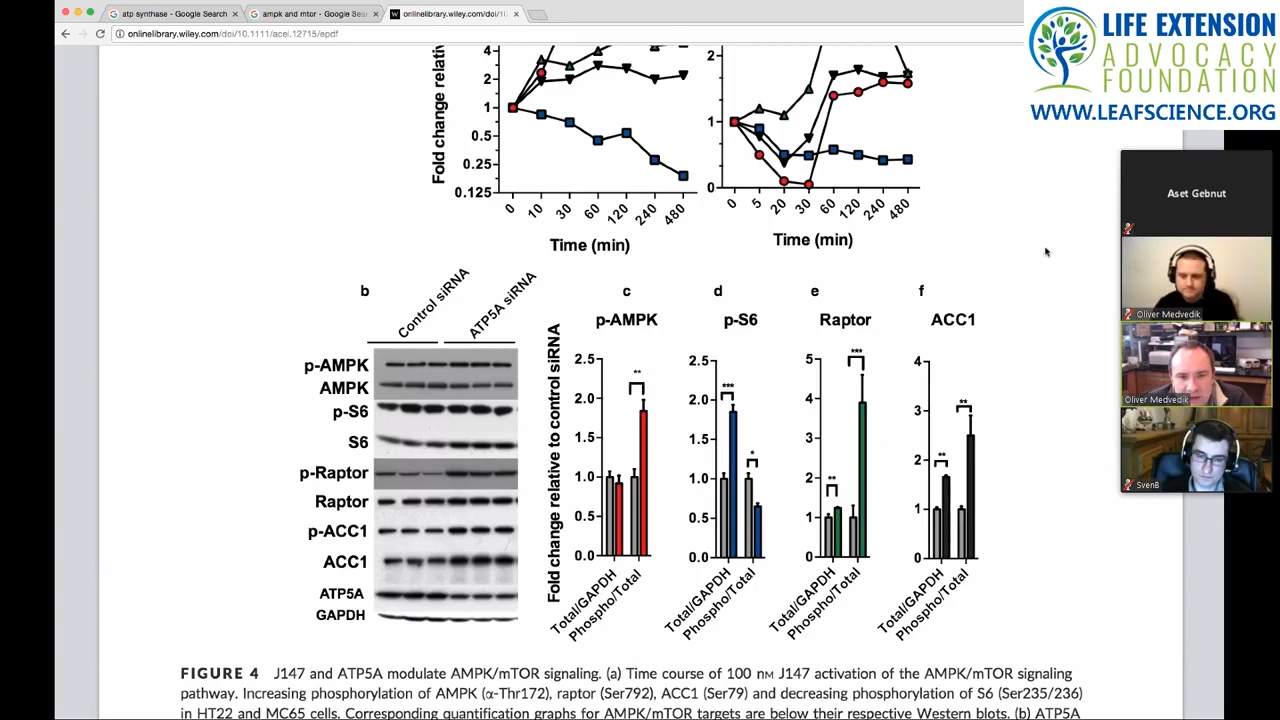 atp synthase - Google Search
ampk and mtor - Google Sea
onlinelibrary.wiley.com/doi/10
onlinelibrary.wiley.com/doi/10.1111/acel.12715/epdf
LIFE EXTENSION
ADVOCACY
FOUNDATION
WWW.LEAFSCIENCE.ORG
Fold change relativ
4
2
1
0.5
0.25
0.125
0 10 30 60 120 240 480
Time (min)
2
1
0
0 5 20 30 60 120 240 480
Time (min)
Aset Gebnut
Oliver Medvedik
Oliver Medvedik
SvenB
b
Control siRNA
ATP5A siRNA
p-AMPK
AMPK
p-S6
S6
p-Raptor
Raptor
p-ACC1
ACC1
ATP5A
GAPDH
Fold change relative to control siRNA
c
p-AMPK
2.5
2.0
1.5
1.0
0.5
0.0
**
Total/GAPDH
Phospho/Total
d
p-S6
2.5
2.0
1.5
1.0
0.5
0.0
***
*
Total/GAPDH
Phospho/Total
e
Raptor
5
4
3
2
1
0
**
***
Total/GAPDH
Phospho/Total
f
ACC1
4
3
2
1
0
**
**
Total/GAPDH
Phospho/Total
FIGURE 4 J147 and ATP5A modulate AMPK/mTOR signaling. (a) Time course of 100 nM J147 activation of the AMPK/mTOR signaling
pathway. Increasing phosphorylation of AMPK (α-Thr172), raptor (Ser792), ACC1 (Ser79) and decreasing phosphorylation of S6 (Ser235/236)
in HT22 and MC65 cells. Corresponding quantification graphs for AMPK/mTOR targets are below their respective Western blots. (b) ATP5A